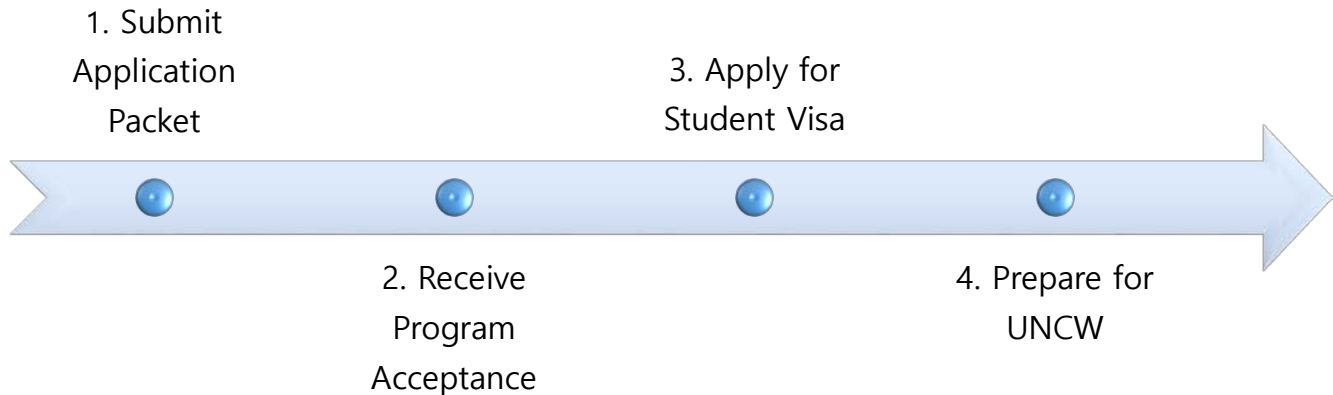 1. Submit
Application
Packet
2. Receive
Program
Acceptance
3. Apply for
Student Visa
4. Prepare for
UNCW